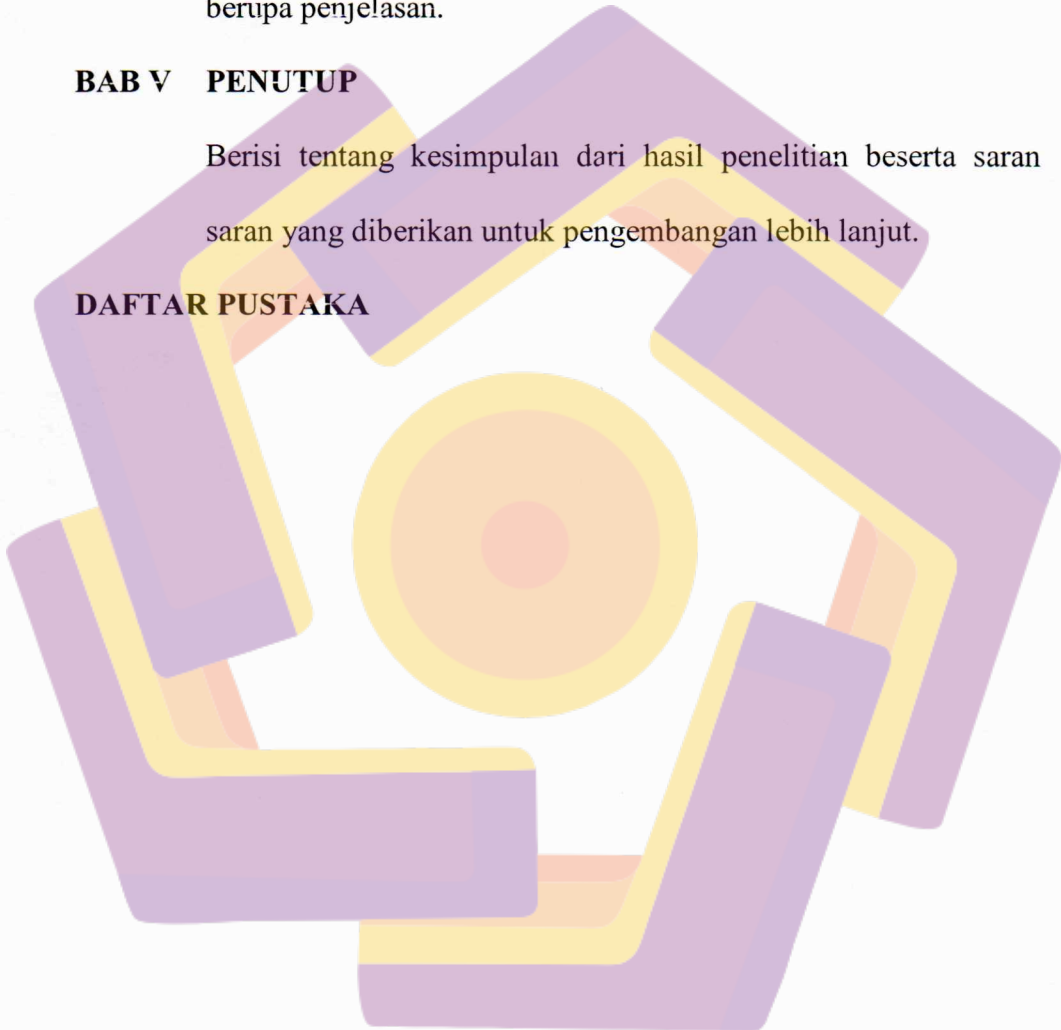 berupa penjelasan.
BAB V PENUTUP
Berisi tentang kesimpulan dari hasil penelitian beserta saran
saran yang diberikan untuk pengembangan lebih lanjut.
DAFTAR PUSTAKA